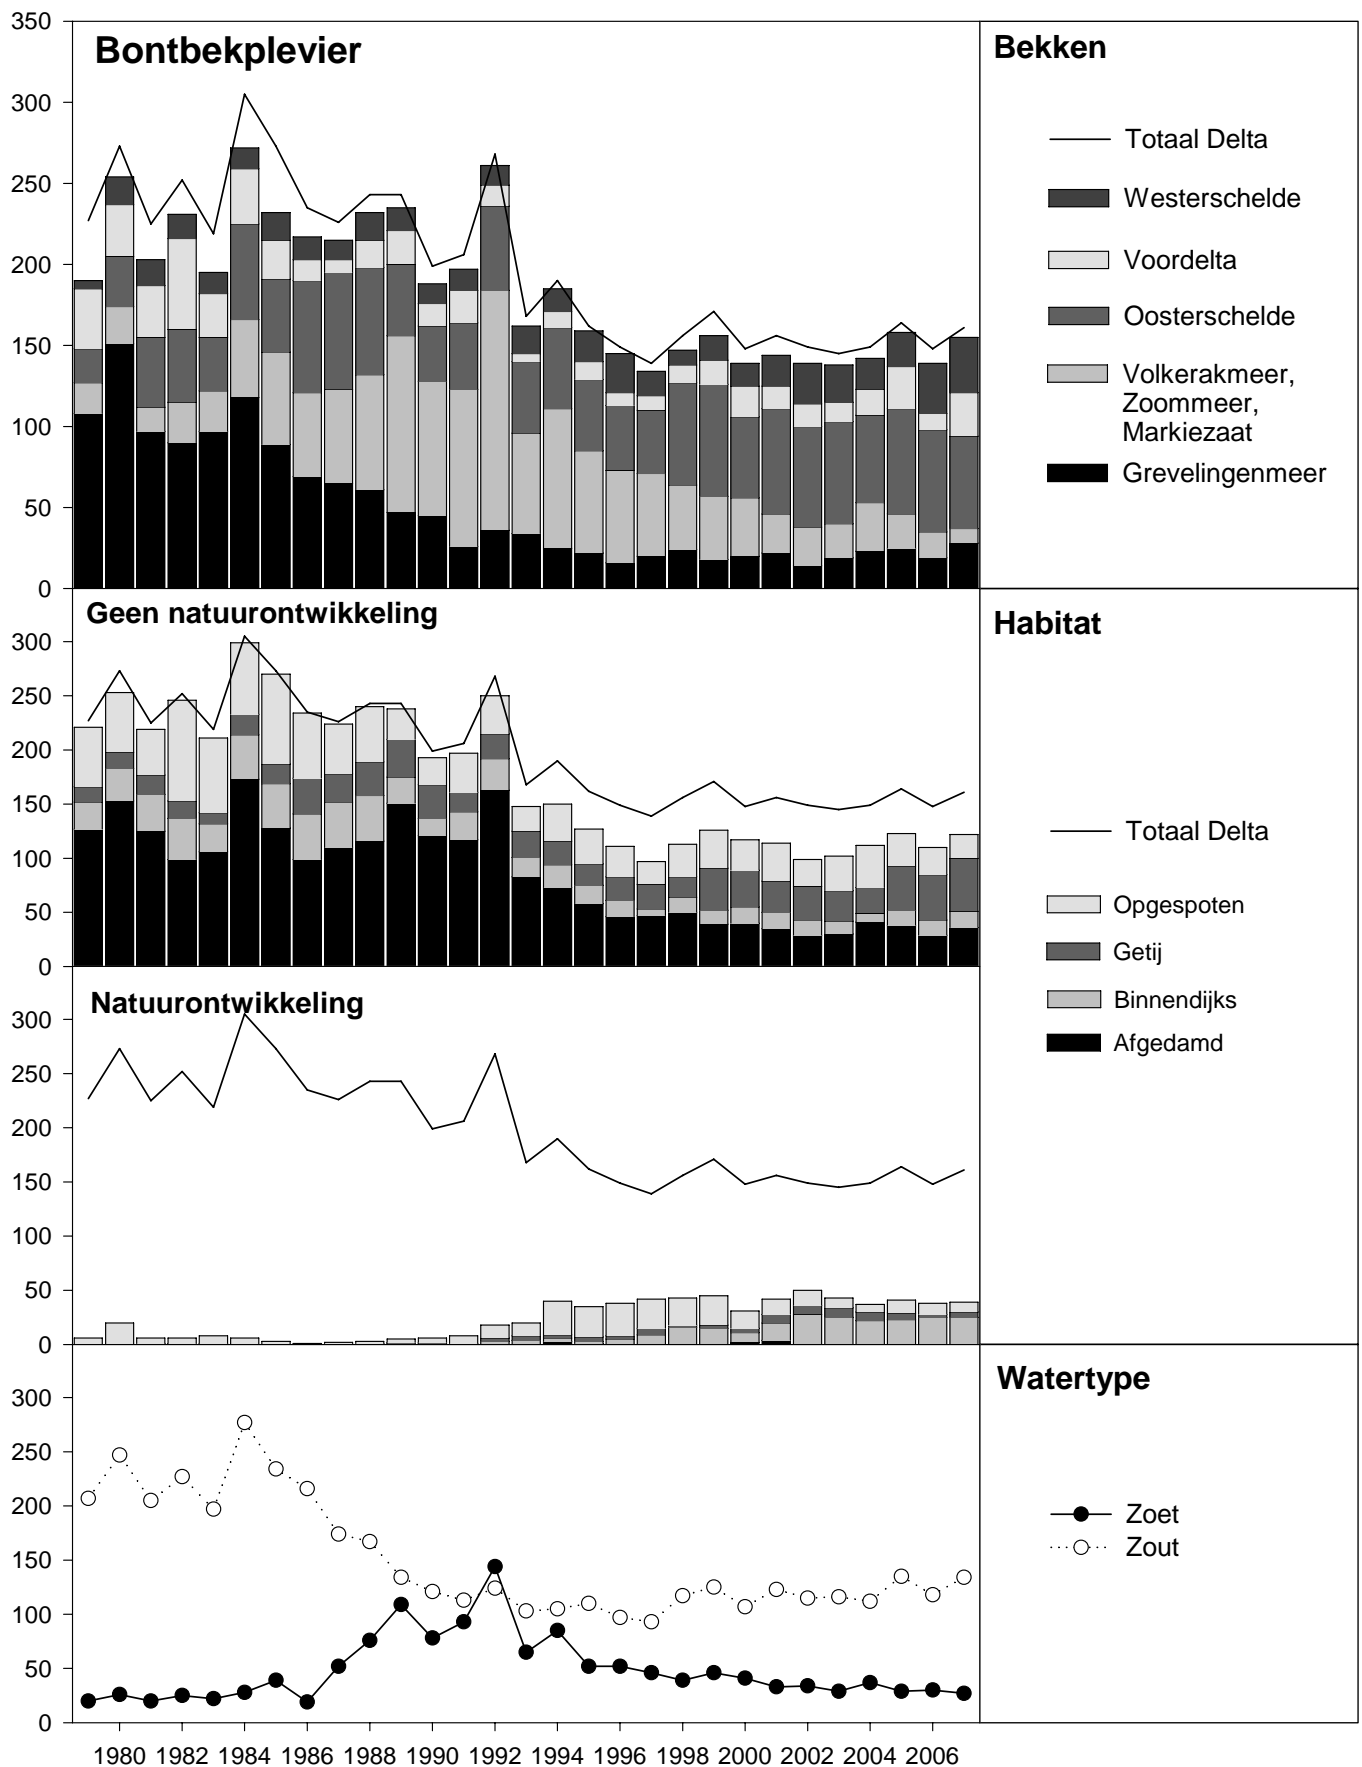 350
300
250
200
150
100
50
0
Bontbekplevier
Bekken
Totaal Delta
Westerschelde
Voordelta
Oosterschelde
Volkerakmeer,
Zoommeer,
Markiezaat
Grevelingenmeer
Geen natuurontwikkeling
300
250
200
150
100
50
0
Habitat
Totaal Delta
Opgespoten
Getij
Binnendijks
Afgedamd
Natuurontwikkeling
300
250
200
150
100
50
0
Watertype
300
250
200
150
100
50
0
Zoet
Zout
1980 1982 1984 1986 1988 1990 1992 1994 1996 1998 2000 2002 2004 2006